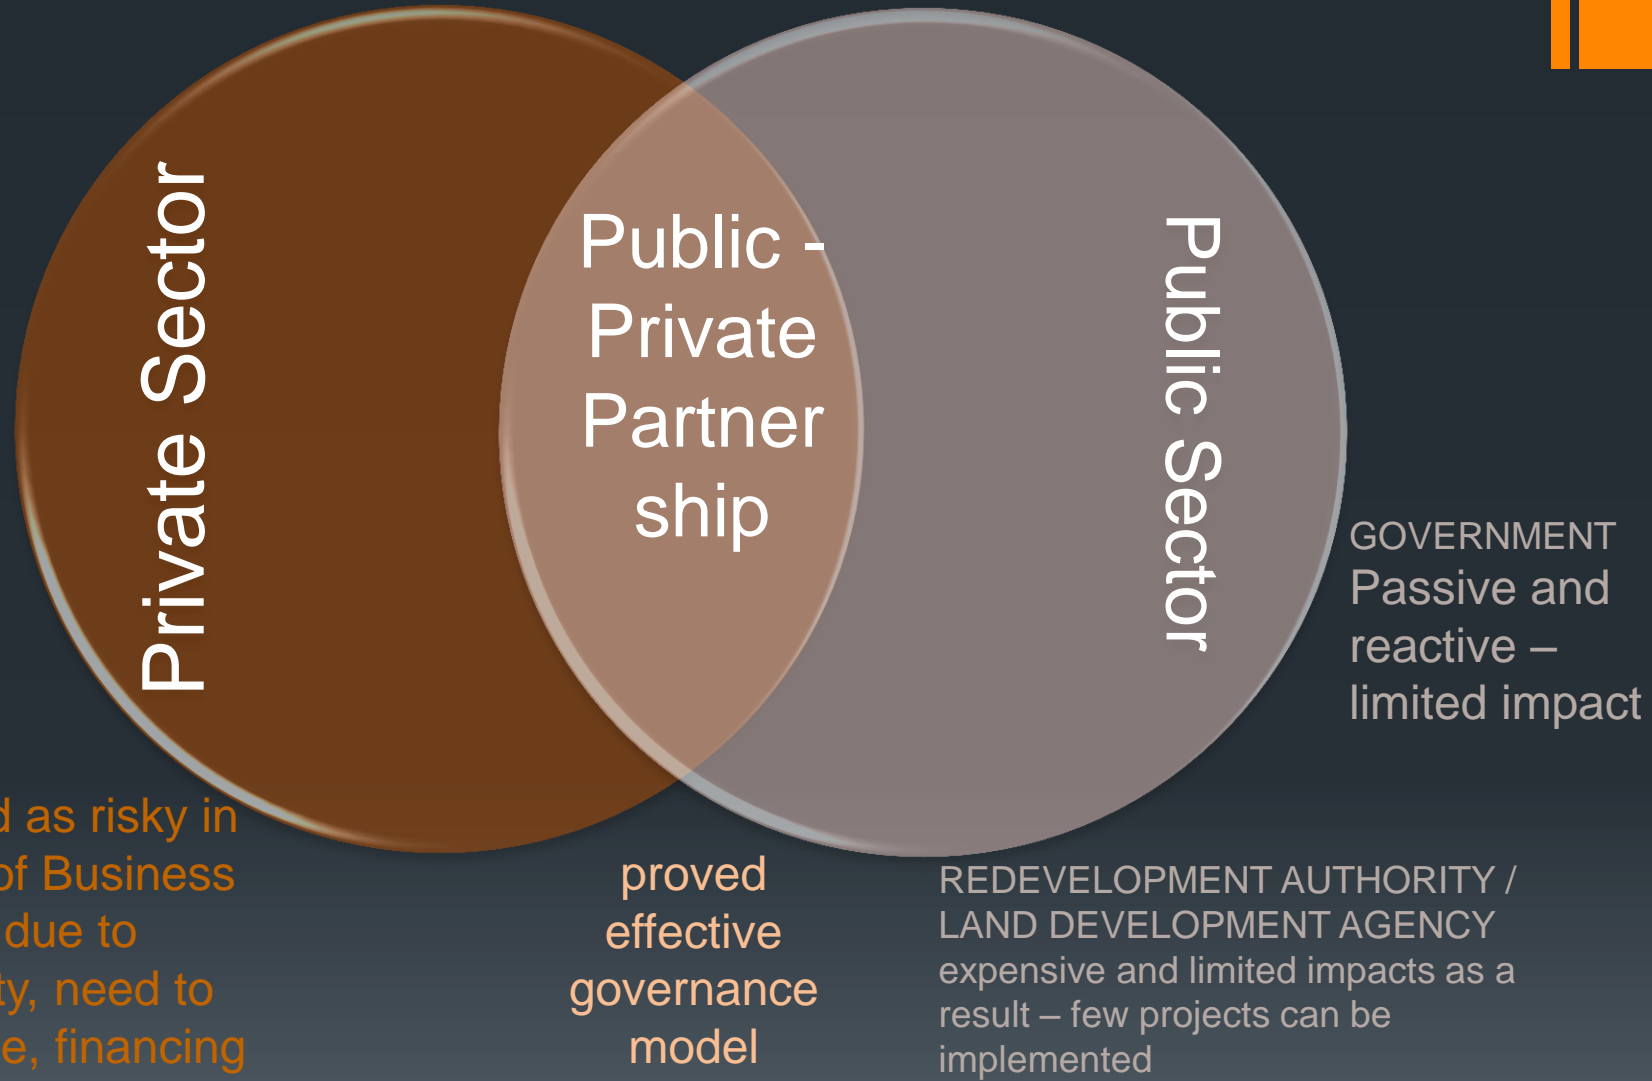 Private Sector
Public -
Private
Partner
ship
Public Sector
GOVERNMENT
Passive and
reactive –
limited impact
as risky in
of Business
due to
need to
financing
proved
effective
governance
model
REDEVELOPMENT AUTHORITY /
LAND DEVELOPMENT AGENCY
expensive and limited impacts as a
result – few projects can be
implemented